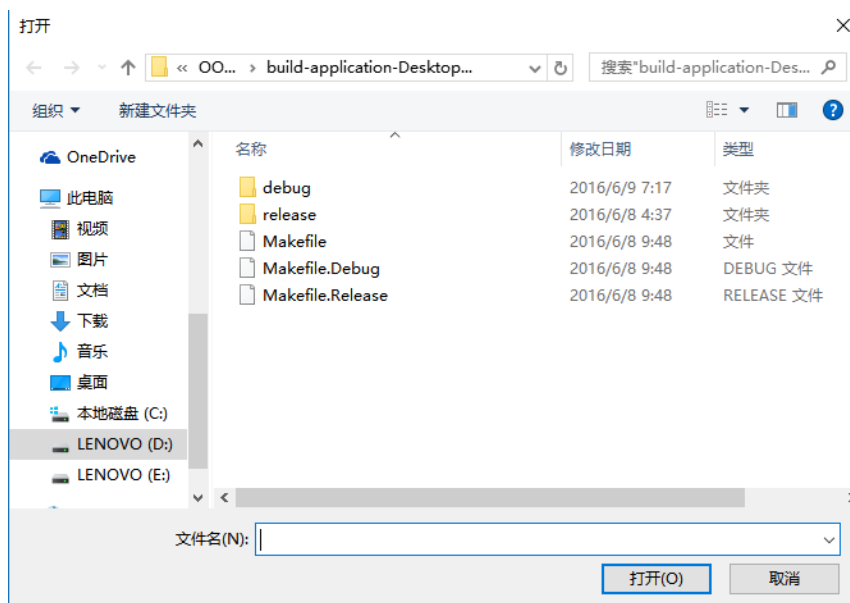 打开
« OO... › build-application-Desktop...
搜索"build-application-Des...
组织 新建文件夹
名称 修改日期 类型
OneDrive
此电脑
视频
图片
文档
下载
音乐
桌面
本地磁盘 (C:)
LENOVO (D:)
LENOVO (E:)
debug 2016/6/9 7:17 文件夹
release 2016/6/8 4:37 文件夹
Makefile 2016/6/8 9:48 文件
Makefile.Debug 2016/6/8 9:48 DEBUG 文件
Makefile.Release 2016/6/8 9:48 RELEASE 文件
文件名(N):
打开(O) 取消